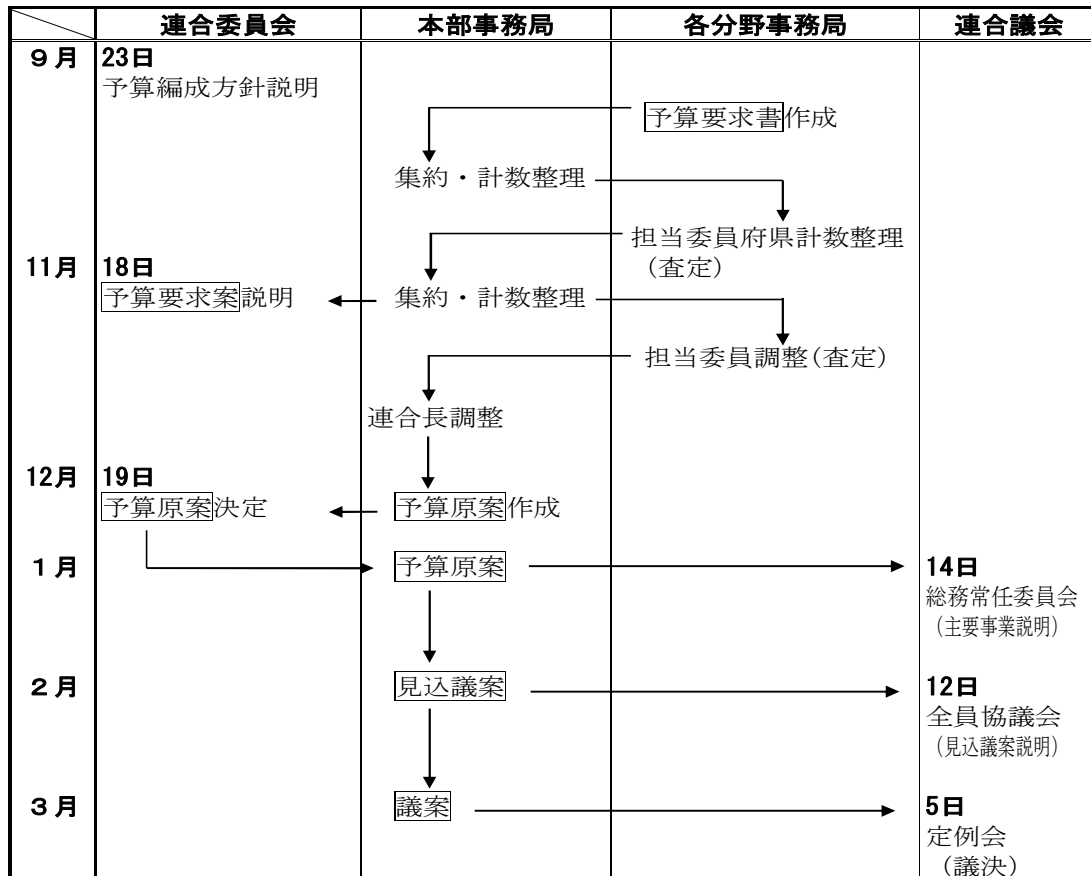 連合委員会 本部事務局 各分野事務局 連合議会
9月 23日
予算編成方針説明
予算要求書作成
集約・計数整理
担当委員府県計数整理
(査定)
11月 18日
予算要求案説明 集約・計数整理
担当委員調整(査定)
連合長調整
12月 19日
予算原案決定 予算原案作成
1月 予算原案 14日
総務常任委員会
(主要事業説明)
2月 見込議案 12日
全員協議会
(見込議案説明)
3月 議案 5日
定例会
(議決)